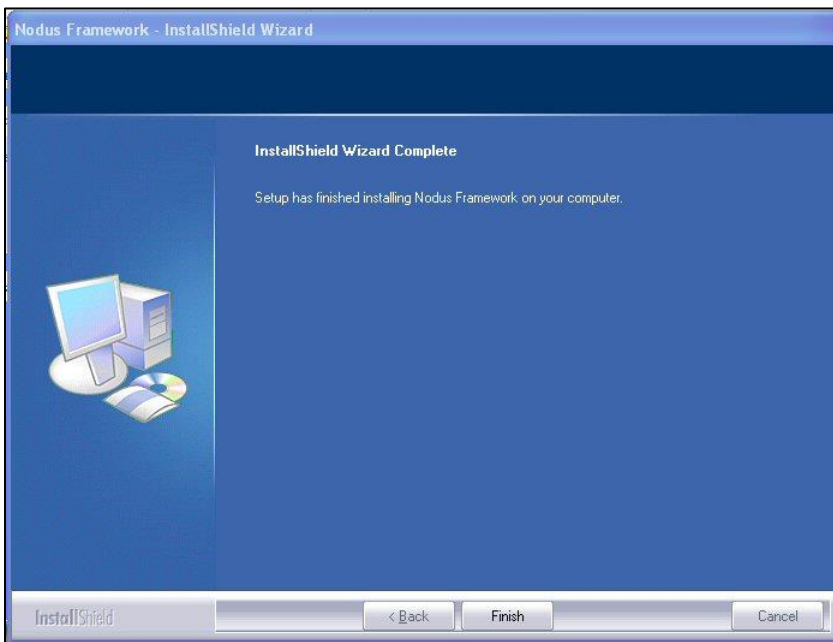 Nodus Framework - InstallShield Wizard
InstallShield Wizard Complete
Setup has finished installing Nodus Framework on your computer.
InstallShield
< Back
Finish
Cancel